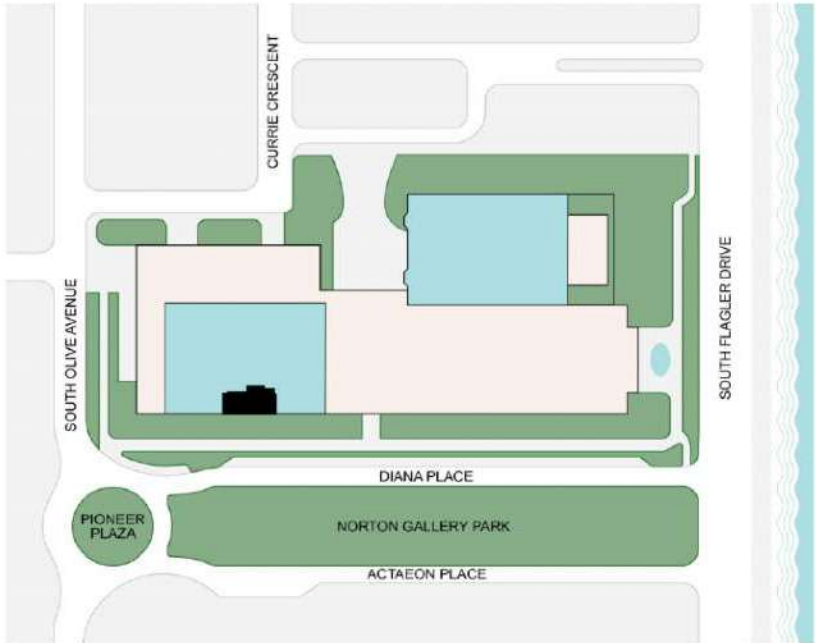 CURRIE CRESCENT
SOUTH OLIVE AVENUE
SOUTH FLAGLER DRIVE
DIANA PLACE
PIONEER
PLAZA
NORTON GALLERY PARK
ACTAEON PLACE